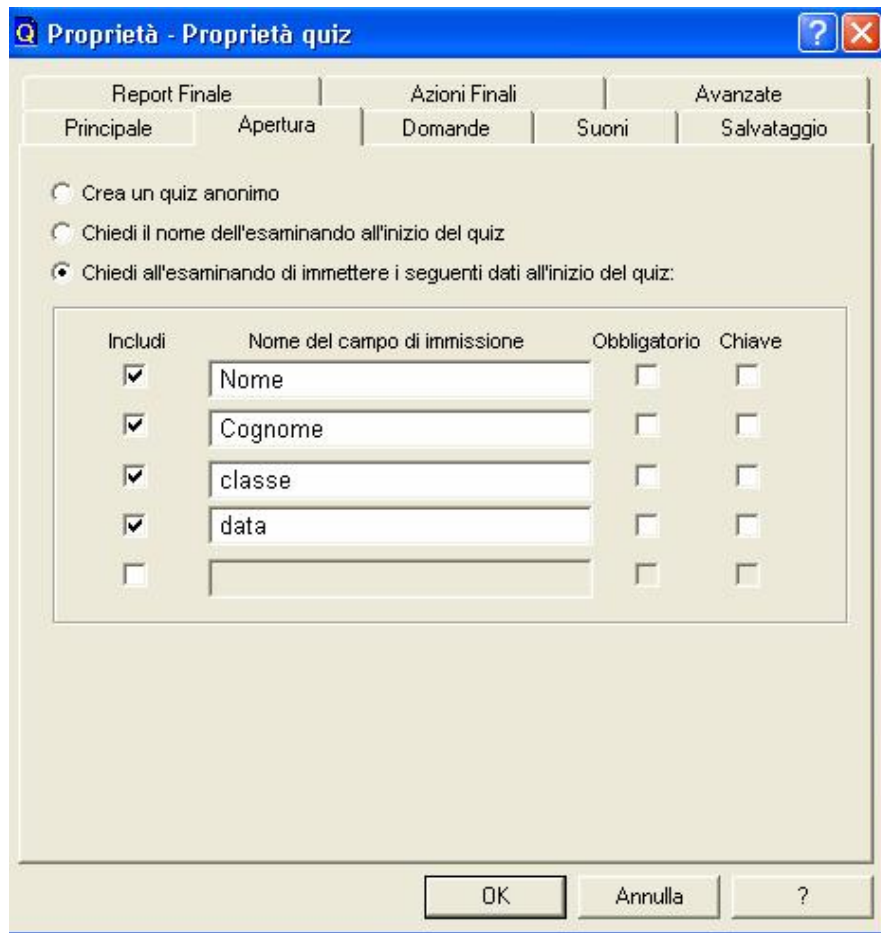 Q Proprietà - Proprietà quiz ?
Report Finale Azioni Finali Avanzate
Principale Apertura Domande Suoni Salvataggio
Crea un quiz anonimo
Chiedi il nome dell'esaminando all'inizio del quiz
Chiedi all'esaminando di immettere i seguenti dati all'inizio del quiz:
Includi Nome del campo di immissione Obbligatorio Chiave
Nome
Cognome
classe
data
OK Annulla ?